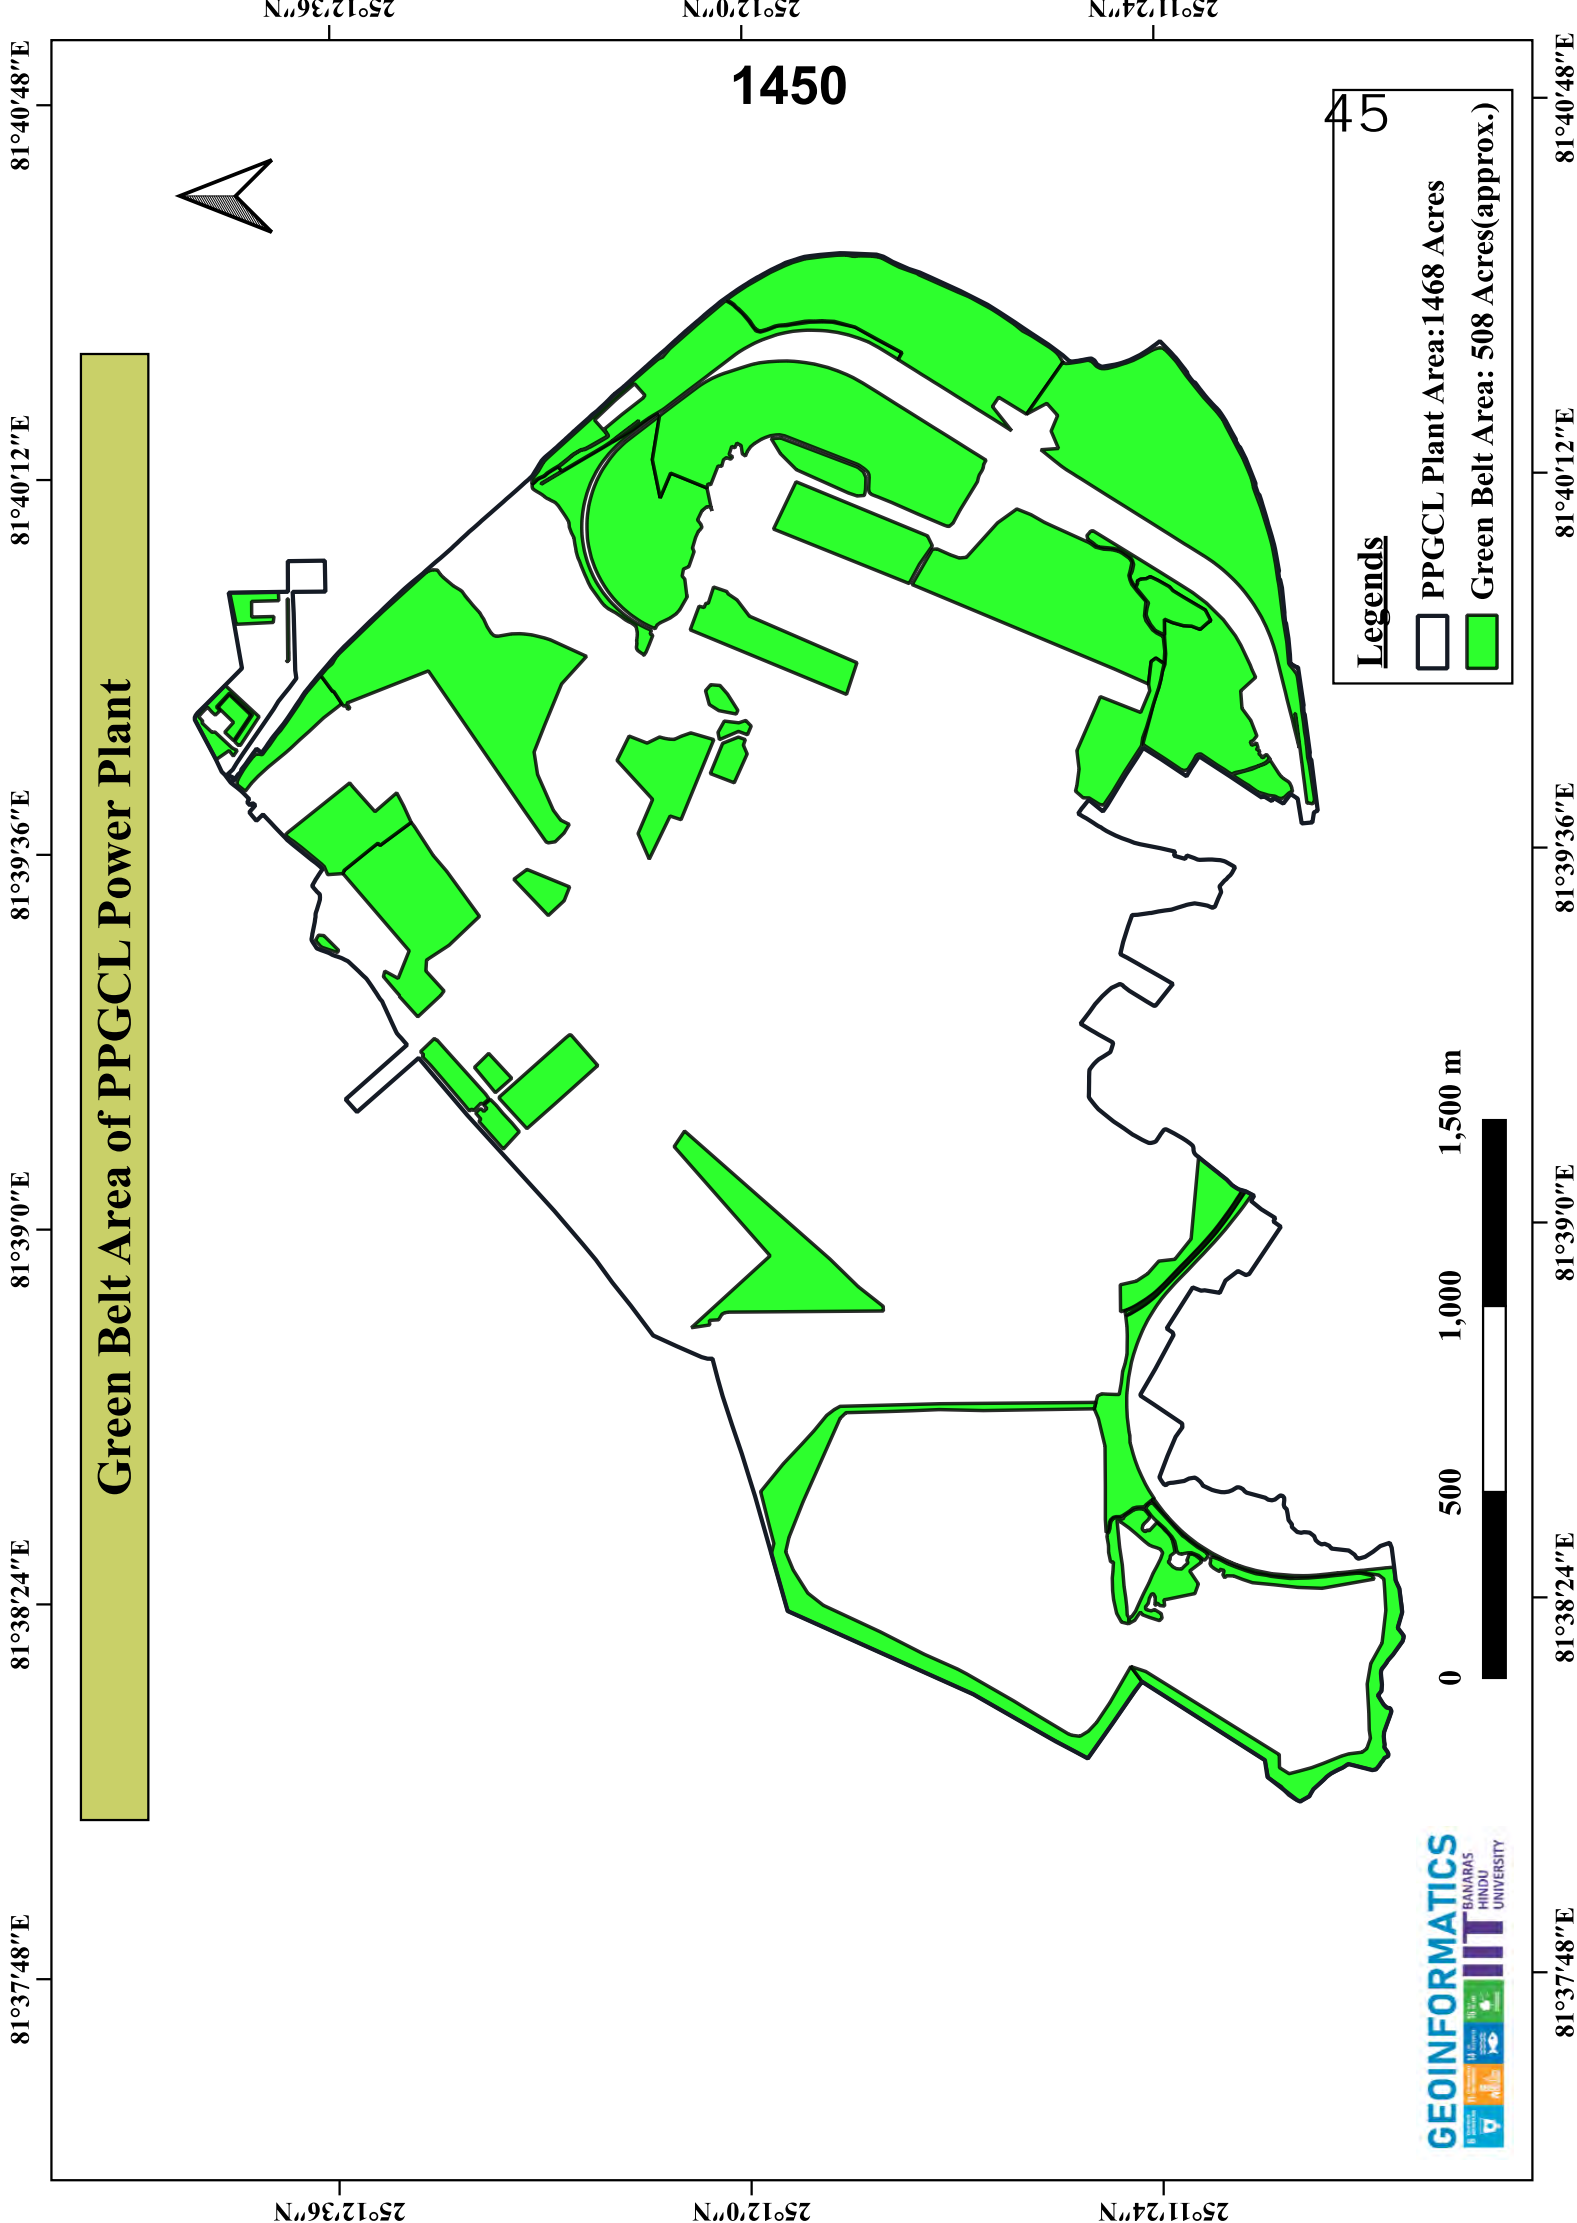 Green Belt Area of PPGCL Power Plant
1450
45
81°37'48"E
81°38'24"E
81°39'0"E
81°39'36"E
81°40'12"E
81°40'48"E
25°12'36"N
25°12'0"N
25°11'24"N
25°12'36"N
25°12'0"N
25°11'24"N
Legends
PPGCL Plant Area:1468 Acres
Green Belt Area: 508 Acres(approx.)
0 500 1,000 1,500 m
GEOINFORMATICS
IIT
BANARAS
HINDU
UNIVERSITY
81°37'48"E
81°38'24"E
81°39'0"E
81°39'36"E
81°40'12"E
81°40'48"E